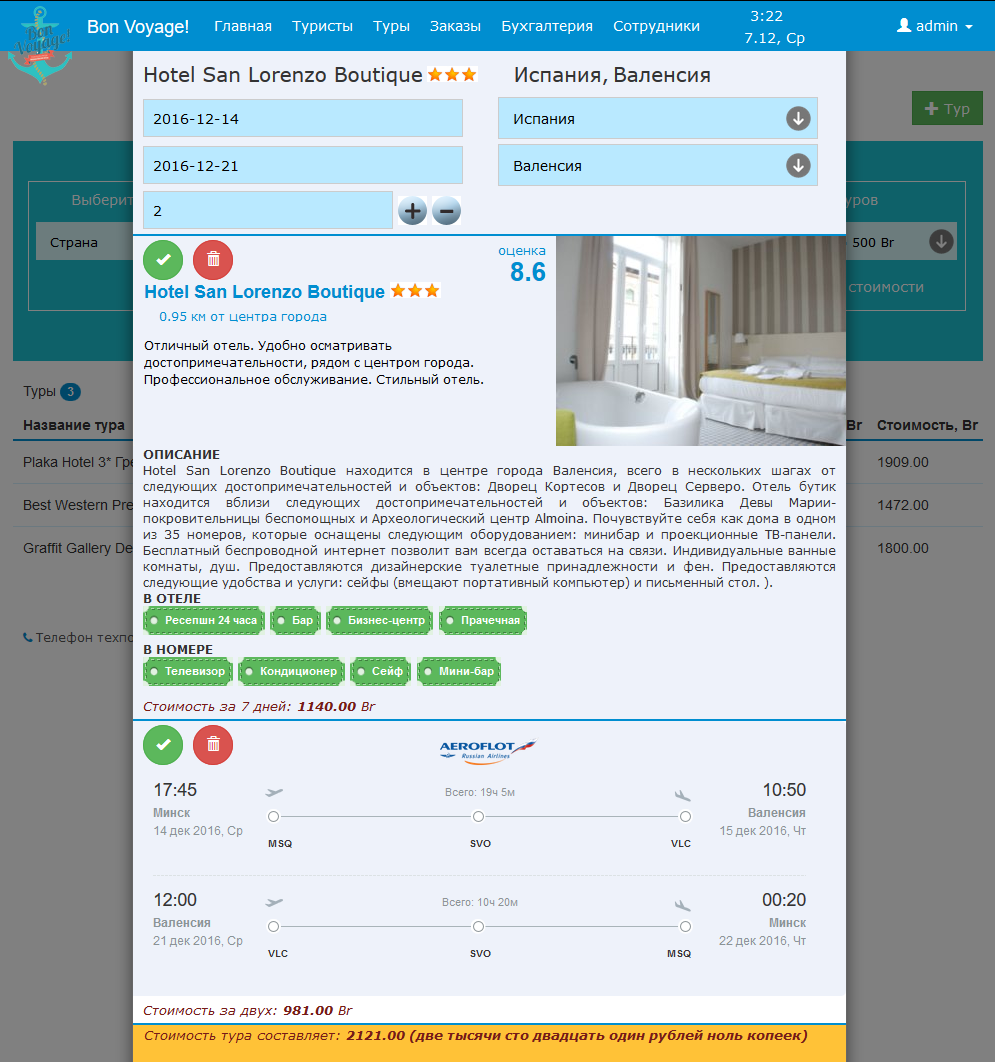 Bon Voyage!
Bon Voyage! Главная Туристы Туры Заказы Бухгалтерия Сотрудники 3:22 7.12, Ср admin
Hotel San Lorenzo Boutique Испания, Валенсия
Тур
2016-12-14 Испания
2016-12-21 Валенсия
2
Выберит уров
Страна 500 Br
стоимости
оценка
8.6
Hotel San Lorenzo Boutique
0.95 км от центра города
Отличный отель. Удобно осматривать
достопримечательности, рядом с центром города.
Профессиональное обслуживание. Стильный отель.
Туры 3
Название тура Br Стоимость, Br
Plaka Hotel 3* Гре 1909.00
Best Western Pre 1472.00
Graffit Gallery De 1800.00
Телефон техпо
ОПИСАНИЕ
Hotel San Lorenzo Boutique находится в центре города Валенсия, всего в нескольких шагах от
следующих достопримечательностей и объектов: Дворец Кортесов и Дворец Серверо. Отель бутик
находится вблизи следующих достопримечательностей и объектов: Базилика Девы Марии-
покровительницы беспомощных и Археологический центр Almoina. Почувствуйте себя как дома в одном
из 35 номеров, которые оснащены следующим оборудованием: минибар и проекционные ТВ-панели.
Бесплатный беспроводной интернет позволит вам всегда оставаться на связи. Индивидуальные ванные
комнаты, душ. Предоставляются дизайнерские туалетные принадлежности и фен. Предоставляются
следующие удобства и услуги: сейфы (вмещают портативный компьютер) и письменный стол. ).
В ОТЕЛЕ
Ресепшн 24 часа Бар Бизнес-центр Прачечная
В НОМЕРЕ
Телевизор Кондиционер Сейф Мини-бар
Стоимость за 7 дней: 1140.00 Br
AEROFLOT
Russian Airlines
17:45 Всего: 19ч 5м 10:50
Минск Валенсия
14 дек 2016, Ср 15 дек 2016, Чт
MSQ SVO VLC
12:00 Всего: 10ч 20м 00:20
Валенсия Минск
21 дек 2016, Ср 22 дек 2016, Чт
VLC SVO MSQ
Стоимость за двух: 981.00 Br
Стоимость тура составляет: 2121.00 (две тысячи сто двадцать один рублей ноль копеек)